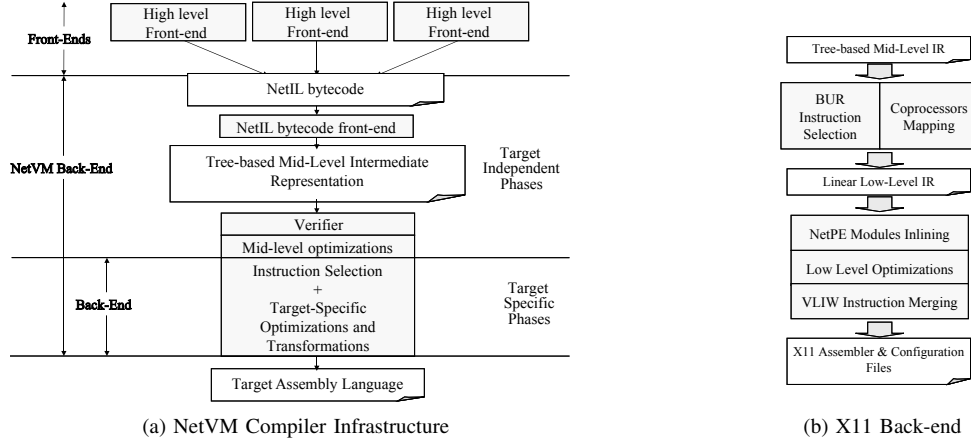 High level
Front-end
High level
Front-end
High level
Front-end
Front-Ends
NetIL bytecode
NetIL bytecode front-end
Tree-based Mid-Level Intermediate
Representation
Target
Independent
Phases
NetVM Back-End
Verifier
Mid-level optimizations
Instruction Selection
+
Target-Specific
Optimizations and
Transformations
Back-End
Target
Specific
Phases
Target Assembly Language
(a) NetVM Compiler Infrastructure
Tree-based Mid-Level IR
BUR
Instruction
Selection
Coprocessors
Mapping
Linear Low-Level IR
NetPE Modules Inlining
Low Level Optimizations
VLIW Instruction Merging
X11 Assembler & Configuration
Files
(b) X11 Back-end